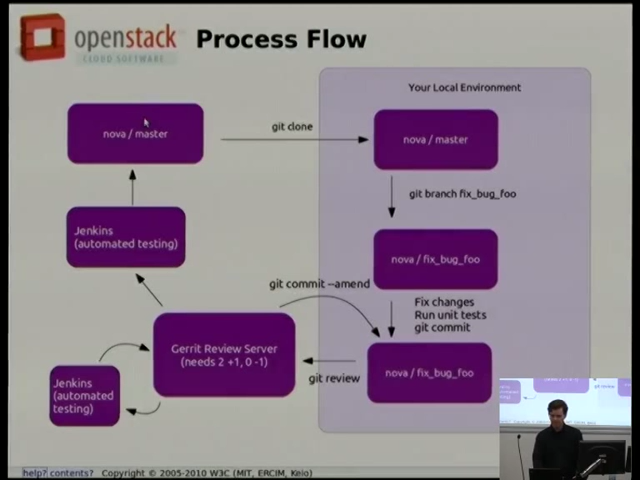 openstack
CLOUD SOFTWARE
Process Flow
Your Local Environment
nova / master
git clone
nova / master
git branch fix_bug_foo
Jenkins
(automated testing)
nova / fix_bug_foo
git commit --amend
Fix changes
Run unit tests
git commit
Gerrit Review Server
(needs 2 +1, 0 -1)
git review
nova / fix_bug_foo
Jenkins
(automated
testing)
help? contents? Copyright © 2005-2010 W3C (MIT, ERCIM, Keio)